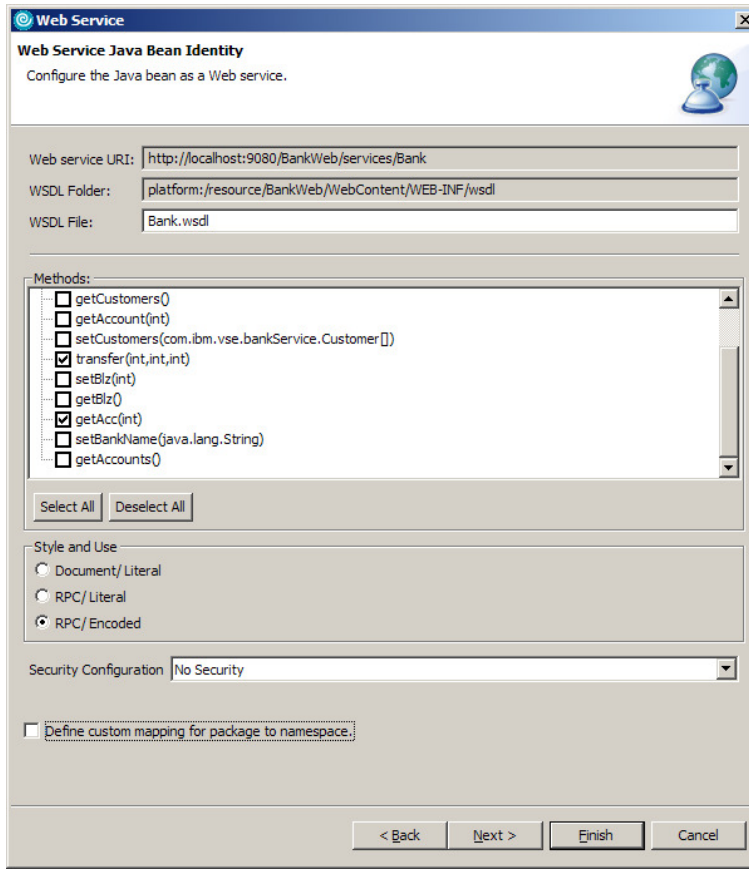 Web Service
Web Service Java Bean Identity
Configure the Java bean as a Web service.
Web service URI: http://localhost:9080/BankWeb/services/Bank
WSDL Folder: platform:/resource/BankWeb/WebContent/WEB-INF/wsdl
WSDL File: Bank.wsdl
Methods:
getCustomers()
getAccount(int)
setCustomers(com.ibm.vse.bankService.Customer[])
transfer(int,int,int)
setBlz(int)
getBlz()
getAcc(int)
setBankName(java.lang.String)
getAccounts()
Select All Deselect All
Style and Use
Document/Literal
RPC/Literal
RPC/Encoded
Security Configuration No Security
Define custom mapping for package to namespace.
< Back Next > Finish Cancel